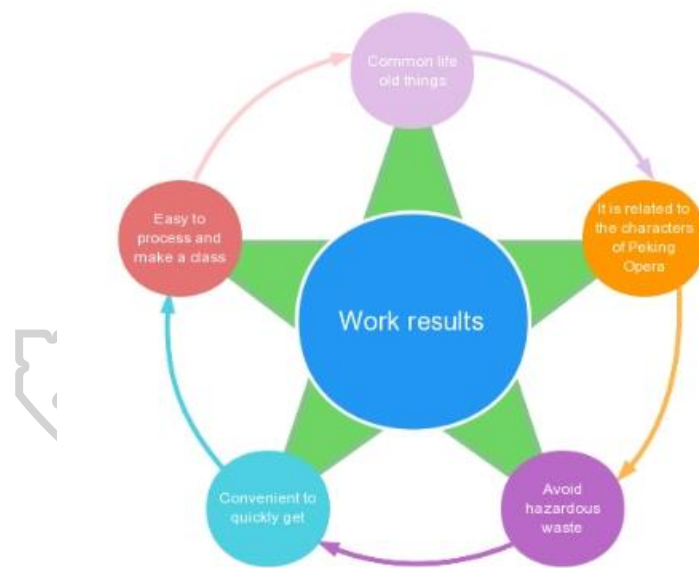 Common life
old things
It is related to
the characters
of Peking
Opera
Avoid
hazardous
waste
Convenient to
quickly get
Easy to
process and
make a class
Work results